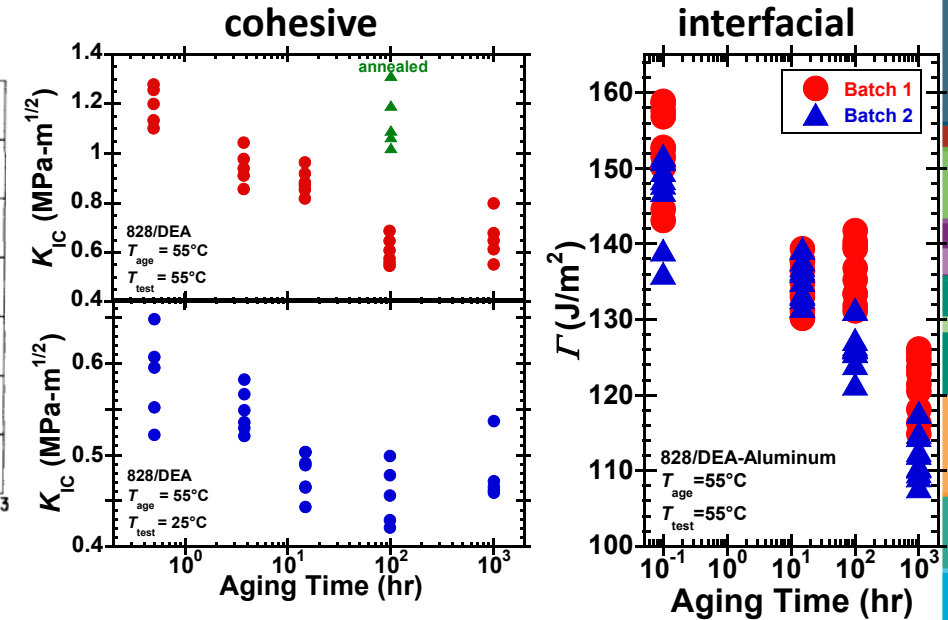 cohesive
1.4
1.2
1
0.8
0.6
0.4
K_IC (MPa-m^1/2)
annealed
828/DEA
T_age = 55°C
T_test = 55°C
0.6
0.5
0.4
K_IC (MPa-m^1/2)
828/DEA
T_age = 55°C
T_test = 25°C
10^0
10^1
10^2
10^3
Aging Time (hr)
3
interfacial
160
150
140
130
120
110
100
Γ (J/m^2)
Batch 1
Batch 2
828/DEA-Aluminum
T_age=55°C
T_test=55°C
10^-1
10^0
10^1
10^2
10^3
Aging Time (hr)